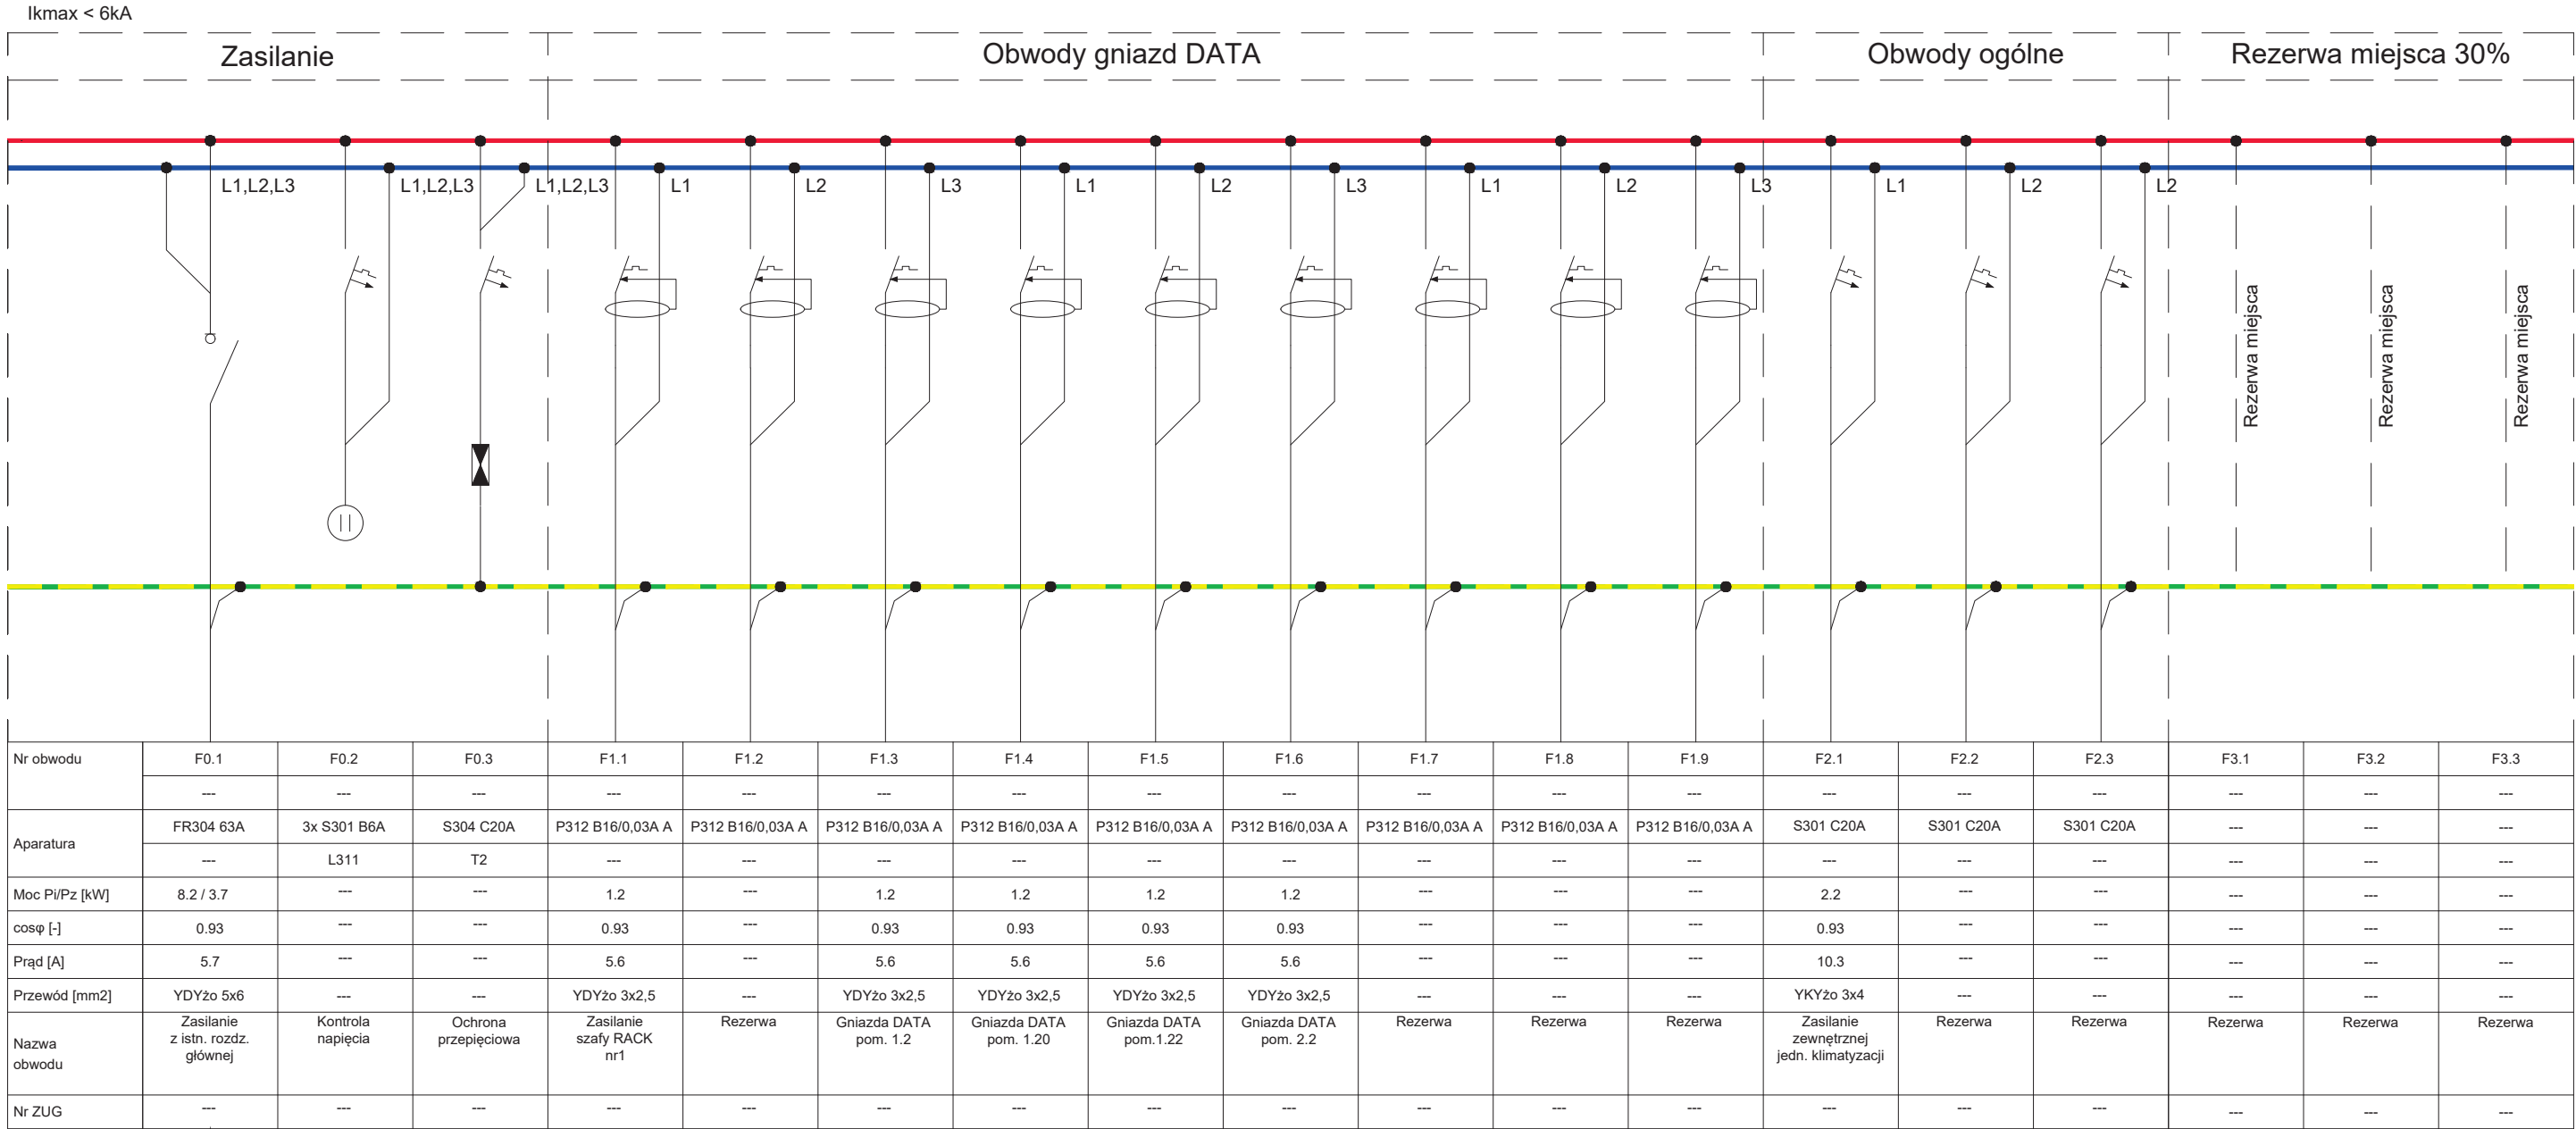 Ikmax < 6kA
Zasilanie
Obwody gniazd DATA
Obwody ogólne
Rezerwa miejsca 30%
L1,L2,L3 L1,L2,L3 L1,L2,L3 L1 L2 L3 L1 L2 L3 L1 L2 L3 L1 L2 L2
Rezerwa miejsca
Rezerwa miejsca
Rezerwa miejsca
Nr obwodu F0.1 F0.2 F0.3 F1.1 F1.2 F1.3 F1.4 F1.5 F1.6 F1.7 F1.8 F1.9 F2.1 F2.2 F2.3 F3.1 F3.2 F3.3
--- --- --- --- --- --- --- --- --- --- --- --- --- --- --- --- --- ---
Aparatura FR304 63A 3x S301 B6A S304 C20A P312 B16/0,03A A P312 B16/0,03A A P312 B16/0,03A A P312 B16/0,03A A P312 B16/0,03A A P312 B16/0,03A A P312 B16/0,03A A P312 B16/0,03A A P312 B16/0,03A A S301 C20A S301 C20A S301 C20A --- --- ---
--- L311 T2 --- --- --- --- --- --- --- --- --- --- --- --- --- --- ---
Moc Pi/Pz [kW] 8.2 / 3.7 --- --- 1.2 --- 1.2 1.2 1.2 1.2 --- --- --- 2.2 --- --- --- --- ---
cosφ [-] 0.93 --- --- 0.93 --- 0.93 0.93 0.93 0.93 --- --- --- 0.93 --- --- --- --- ---
Prąd [A] 5.7 --- --- 5.6 --- 5.6 5.6 5.6 5.6 --- --- --- 10.3 --- --- --- --- ---
Przewód [mm2] YDYżo 5x6 --- --- YDYżo 3x2,5 --- YDYżo 3x2,5 YDYżo 3x2,5 YDYżo 3x2,5 YDYżo 3x2,5 --- --- --- YKYżo 3x4 --- --- --- --- ---
Nazwa
obwodu
Zasilanie
z istn. rozdz.
głównej
Kontrola
napięcia
Ochrona
przepięciowa
Zasilanie
szafy RACK
nr1
Rezerwa
Gniazda DATA
pom. 1.2
Gniazda DATA
pom. 1.20
Gniazda DATA
pom.1.22
Gniazda DATA
pom. 2.2
Rezerwa
Rezerwa
Rezerwa
Zasilanie
zewnętrznej
jedn. klimatyzacji
Rezerwa
Rezerwa
Rezerwa
Rezerwa
Rezerwa
Nr ZUG --- --- --- --- --- --- --- --- --- --- --- --- --- --- --- --- --- ---